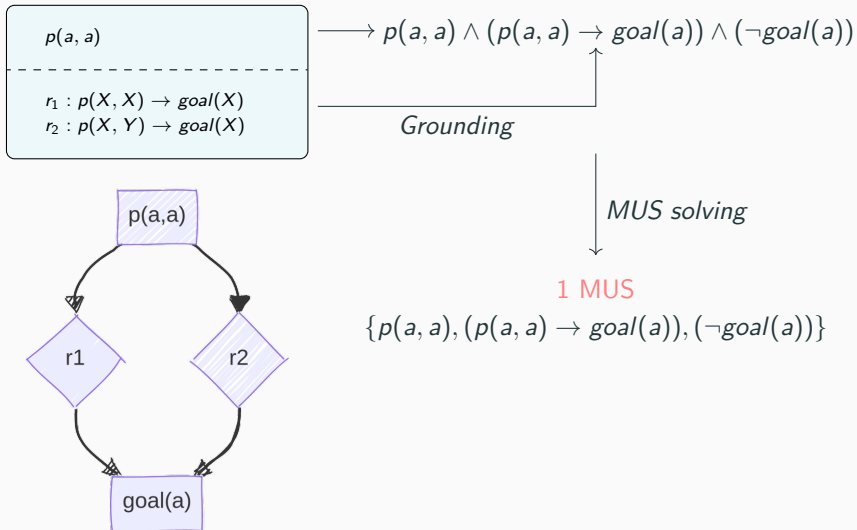 p(a, a)
r₁ : p(X, X) → goal(X)
r₂ : p(X, Y) → goal(X)
p(a, a) ∧ (p(a, a) → goal(a)) ∧ (¬goal(a))
Grounding
MUS solving
1 MUS
{p(a, a), (p(a, a) → goal(a)), (¬goal(a))}
p(a,a)
r1
r2
goal(a)